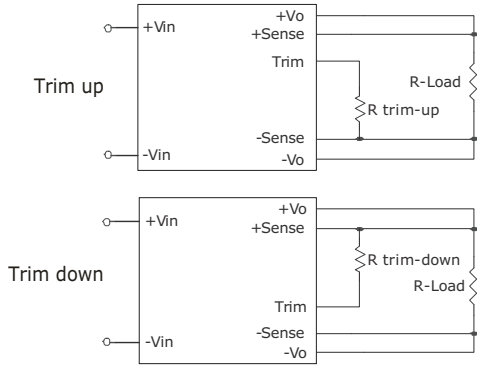 +Vo
+Vin
+Sense
Trim
Trim up
R-Load
R trim-up
-Sense
-Vin
-Vo
+Vo
+Vin
+Sense
R trim-down
Trim down
R-Load
Trim
-Sense
-Vin
-Vo